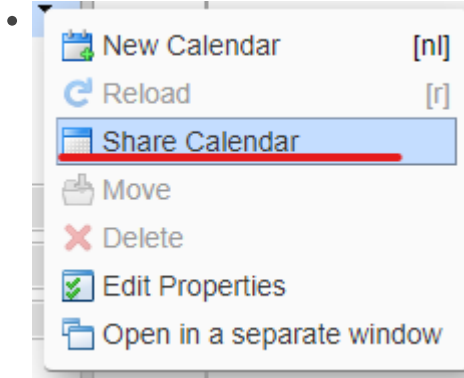 New Calendar [nl]
Reload [r]
Share Calendar
Move
Delete
Edit Properties
Open in a separate window